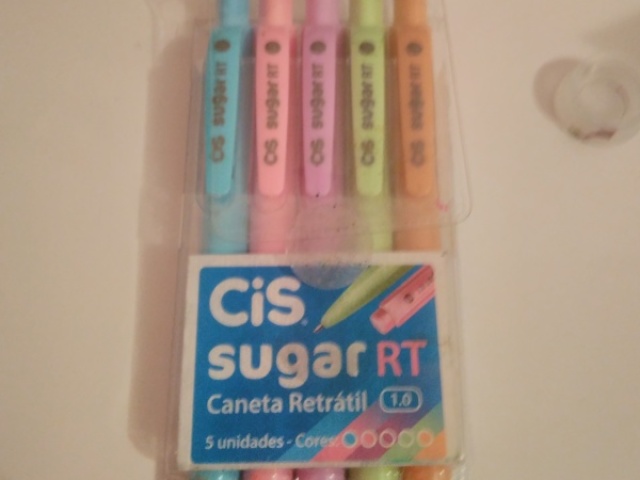 CiS sugar RT
CiS sugar RT
CiS sugar RT
CiS sugar RT
CiS sugar RT
CiS
sugar RT
Caneta Retrátil 1.0
5 unidades - Cores: